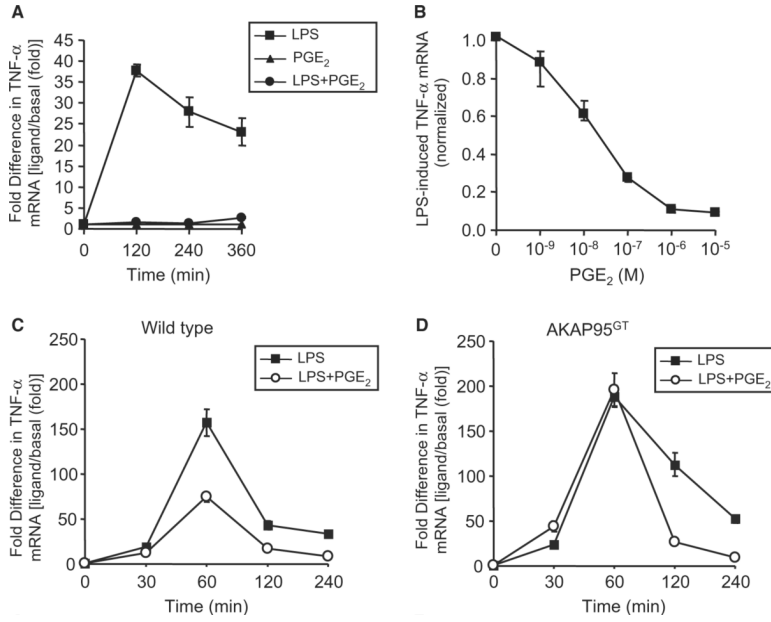 A
LPS
PGE₂
LPS+PGE₂
Fold Difference in TNF-α
mRNA [ligand/basal (fold)]
45
40
35
30
25
20
15
10
5
0
0 120 240 360
Time (min)
B
LPS-induced TNF-α mRNA
(normalized)
1.0
0.8
0.6
0.4
0.2
0.0
0 10⁻⁹ 10⁻⁸ 10⁻⁷ 10⁻⁶ 10⁻⁵
PGE₂ (M)
C
Wild type
LPS
LPS+PGE₂
Fold Difference in TNF-α
mRNA [ligand/basal (fold)]
250
200
150
100
50
0
0 30 60 120 240
Time (min)
D
AKAP95ᴳᵀ
LPS
LPS+PGE₂
Fold Difference in TNF-α
mRNA [ligand/basal (fold)]
250
200
150
100
50
0
0 30 60 120 240
Time (min)